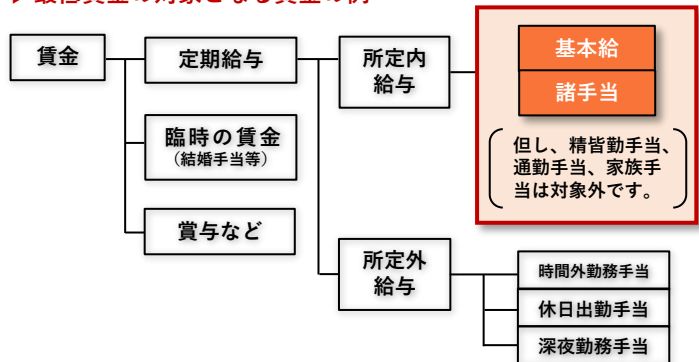 賃金
定期給与
所定内
給与
基本給
諸手当
但し、精皆勤手当、
通勤手当、家族手
当は対象外です。
臨時の賃金
（結婚手当等）
賞与など
所定外
給与
時間外勤務手当
休日出勤手当
深夜勤務手当